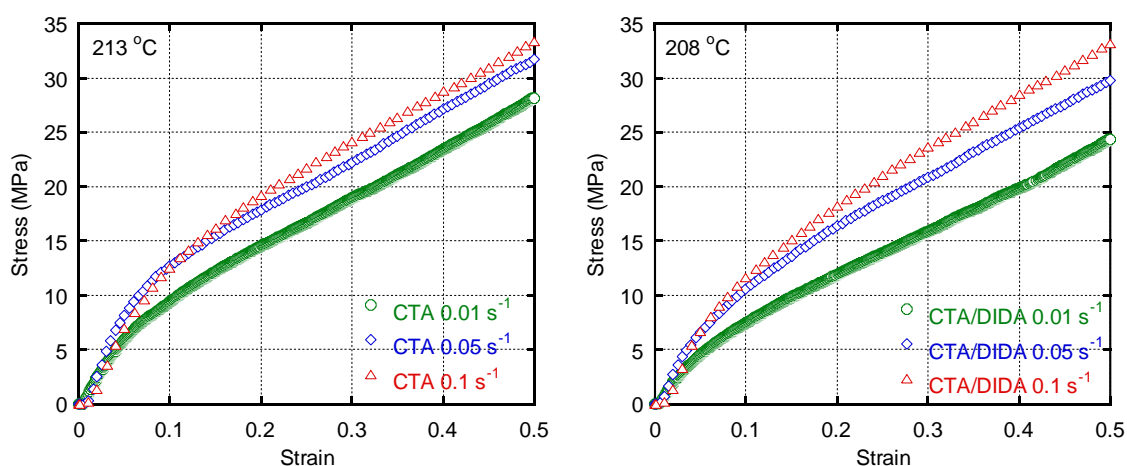 213 °C
35
30
25
20
15
10
5
0
Stress (MPa)
0 0.1 0.2 0.3 0.4 0.5
Strain
CTA 0.01 s⁻¹
CTA 0.05 s⁻¹
CTA 0.1 s⁻¹
208 °C
35
30
25
20
15
10
5
0
Stress (MPa)
0 0.1 0.2 0.3 0.4 0.5
Strain
CTA/DIDA 0.01 s⁻¹
CTA/DIDA 0.05 s⁻¹
CTA/DIDA 0.1 s⁻¹